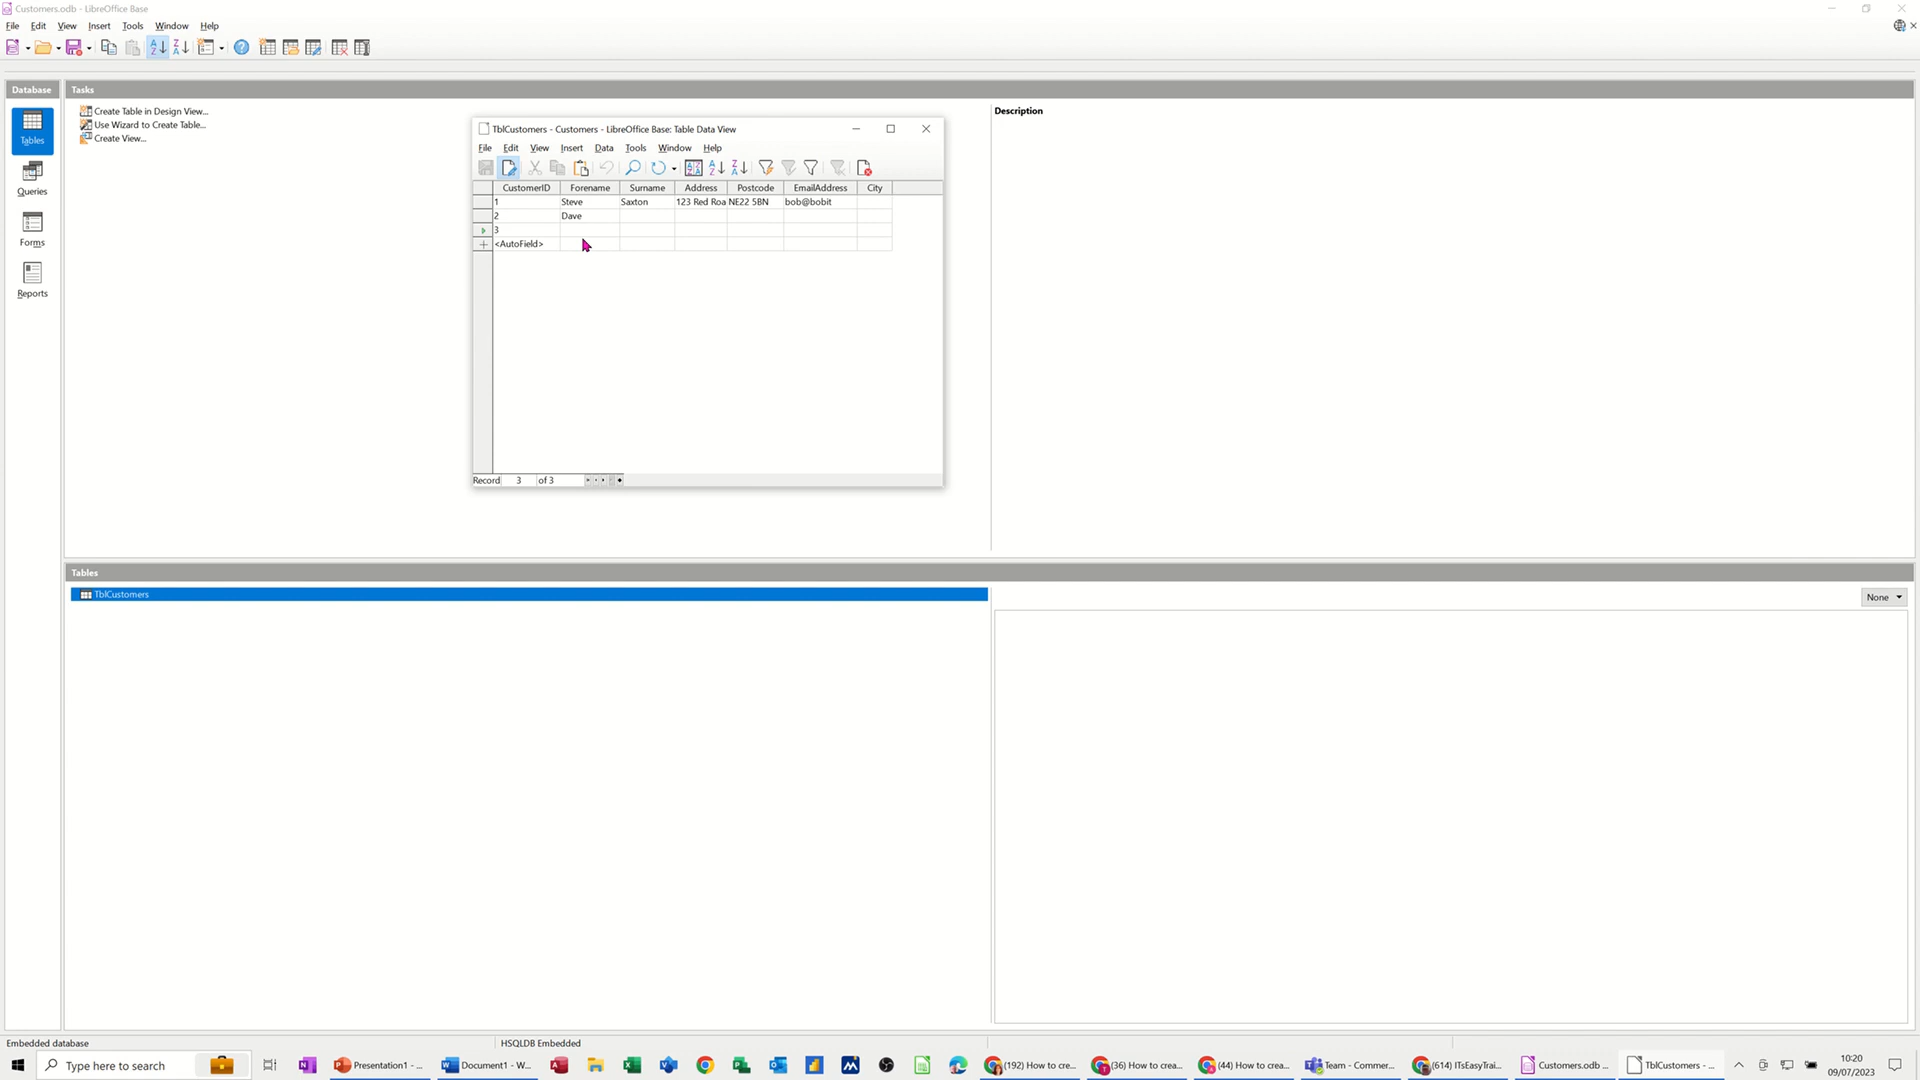 Customers.odb - LibreOffice Base
File Edit View Insert Tools Window Help
Database
Tasks
Tables
Queries
Forms
Reports
Create Table in Design View...
Use Wizard to Create Table...
Create View...
Description
TblCustomers - Customers - LibreOffice Base: Table Data View
File Edit View Insert Data Tools Window Help
CustomerID Forename Surname Address Postcode EmailAddress City
1 Steve Saxton 123 Red Roa NE22 5BN bob@bobit
2 Dave
3
<AutoField>
Record 3 of 3
Tables
TblCustomers
None
Embedded database
HSQLDB Embedded
Type here to search
Presentation1 - ...
Document1 - W...
(192) How to cre...
(36) How to crea...
(44) How to crea...
Team - Commer...
(614) ITsEasyTrai...
Customers.odb ...
TblCustomers - ...
10:20
09/07/2023